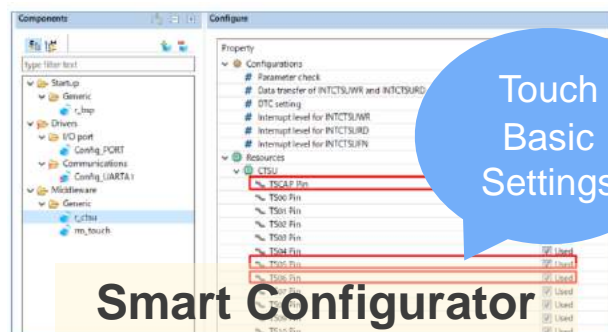 Components
Configure
type filter text
Startup
Generic
r_bsp
Drivers
I/O port
Config_PORT
Communications
Config_UARTA1
Middleware
Generic
r_ctsu
rm_touch
Property
Configurations
# Parameter check
# Data transfer of INTCTSUWR and INTCTSURD
# DTC setting
# Interrupt level for INTCTSUWR
# Interrupt level for INTCTSURD
# Interrupt level for INTCTSUFN
Resources
CTSU
TSCAP Pin
TS00 Pin
TS01 Pin
TS02 Pin
TS03 Pin
TS04 Pin Used
TS05 Pin Used
TS06 Pin Used
TS07 Pin Used
Used
Used
Touch
Basic
Settings
Smart Configurator